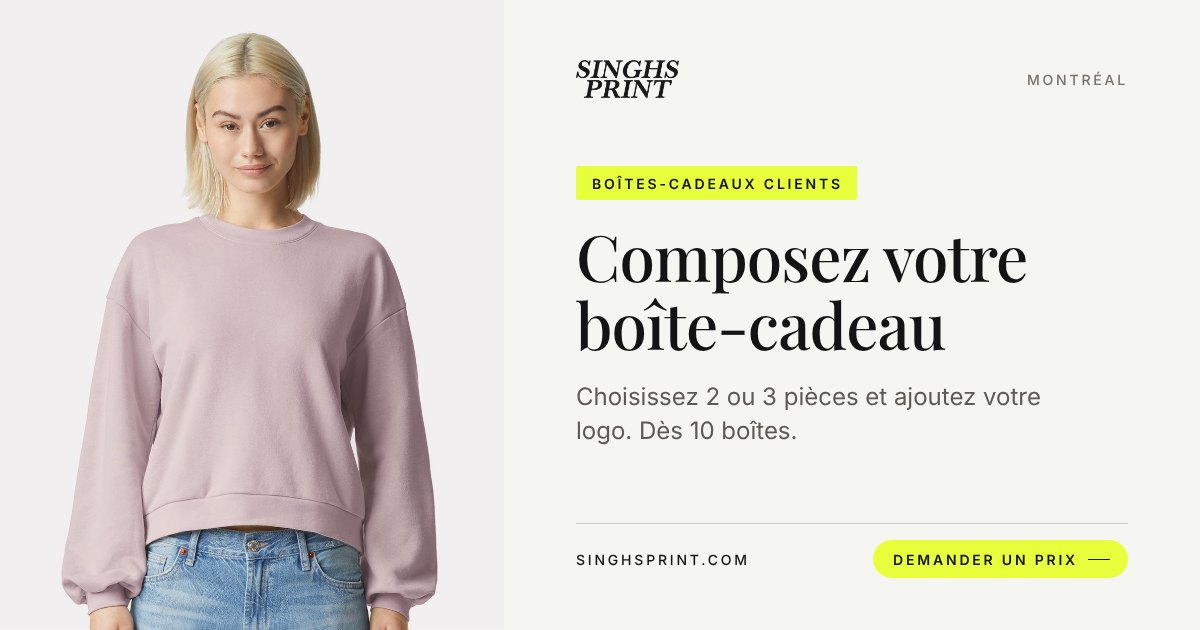 SINGHS
PRINT
MONTRÉAL
BOÎTES-CADEAUX CLIENTS
Composez votre
boîte-cadeau
Choisissez 2 ou 3 pièces et ajoutez votre
logo. Dès 10 boîtes.
SINGHSPRINT.COM
DEMANDER UN PRIX